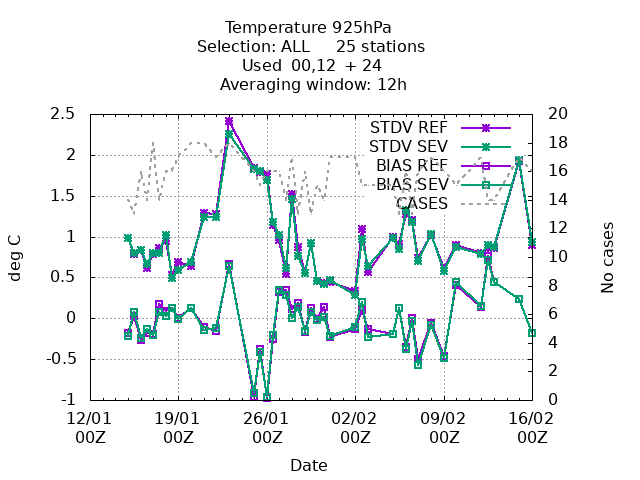 Temperature 925hPa
Selection: ALL 25 stations
Used 00,12 + 24
Averaging window: 12h
2.5
2
1.5
1
0.5
0
-0.5
-1
deg C
20
18
16
14
12
10
8
6
4
2
0
No cases
STDV REF
STDV SEV
BIAS REF
BIAS SEV
CASES
12/01 19/01 26/01 02/02 09/02 16/02
00Z 00Z 00Z 00Z 00Z 00Z
Date